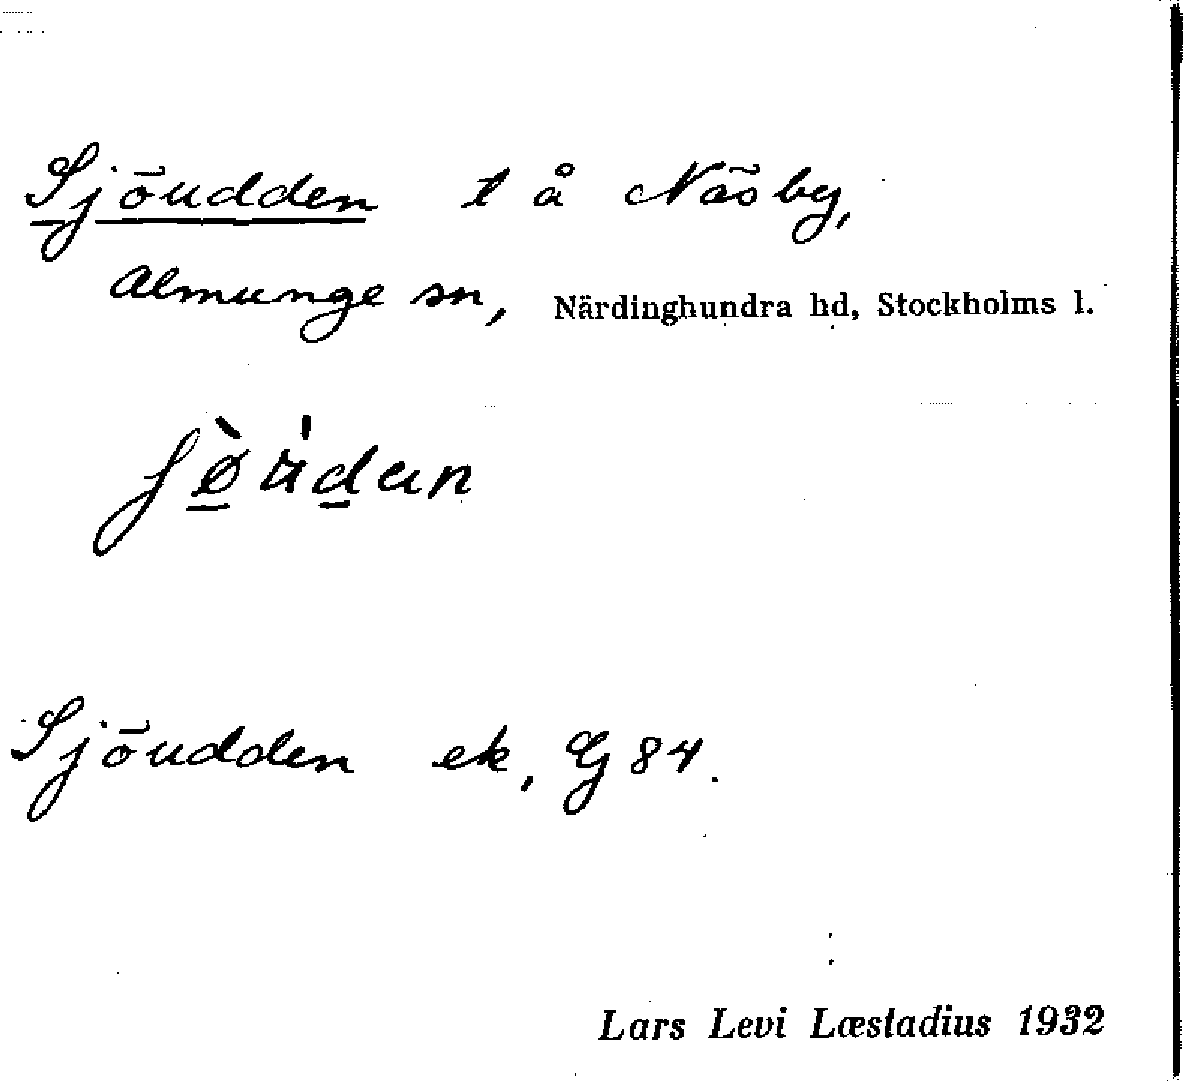 Sjöudden t å Näsby,
Almunge sn, Närdinghundra hd, Stockholms l.
Sjöudden ek, G 84.
Lars Levi Læstadius 1932